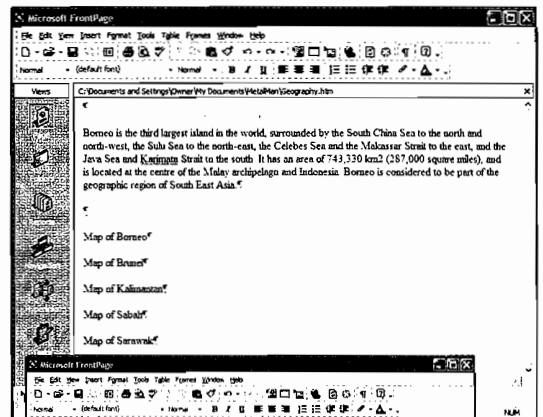 Microsoft FrontPage
File Edit View Insert Format Tools Table Frames Window Help
Normal (default font) Normal B I U
Views C:\Documents and Settings\Owner\My Documents\MetalMan\Geography.htm
¶
Borneo is the third largest island in the world, surrounded by the South China Sea to the north and
north-west, the Sulu Sea to the north-east, the Celebes Sea and the Makassar Strait to the east, and the
Java Sea and Karimata Strait to the south. It has an area of 743,330 km2 (287,000 square miles), and
is located at the centre of the Malay archipelago and Indonesia. Borneo is considered to be part of the
geographic region of South East Asia.¶
¶
Map of Borneo¶
Map of Brunei¶
Map of Kalimantan¶
Map of Sabah¶
Map of Sarawak¶
Microsoft FrontPage
File Edit View Insert Format Tools Table Frames Window Help
Normal (default font) Normal B I U
NUM